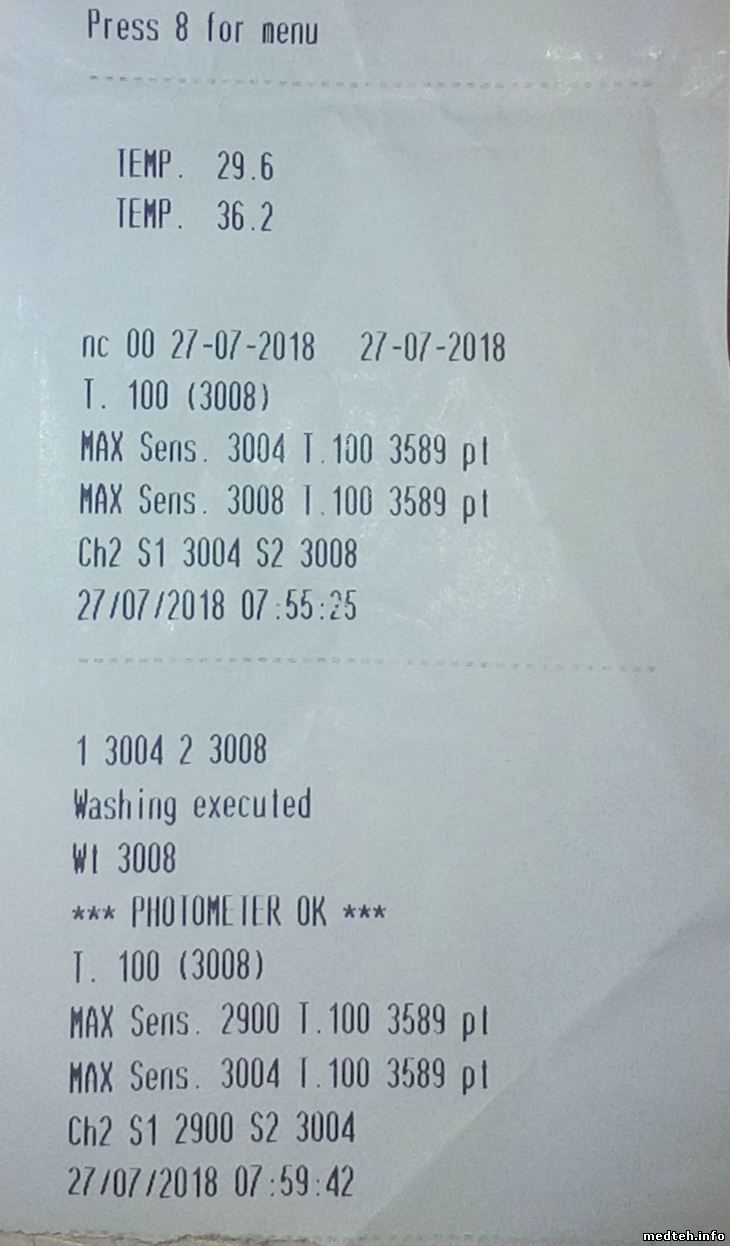 Press 8 for menu
TEMP. 29.6
TEMP. 36.2
nc 00 27-07-2018 27-07-2018
T. 100 (3008)
MAX Sens. 3004 T.100 3589 pt
MAX Sens. 3008 T.100 3589 pt
Ch2 S1 3004 S2 3008
27/07/2018 07:55:25
1 3004 2 3008
Washing executed
Wt 3008
*** PHOTOMETER OK ***
T. 100 (3008)
MAX Sens. 2900 T.100 3589 pt
MAX Sens. 3004 T.100 3589 pt
Ch2 S1 2900 S2 3004
27/07/2018 07:59:42
medteh.info